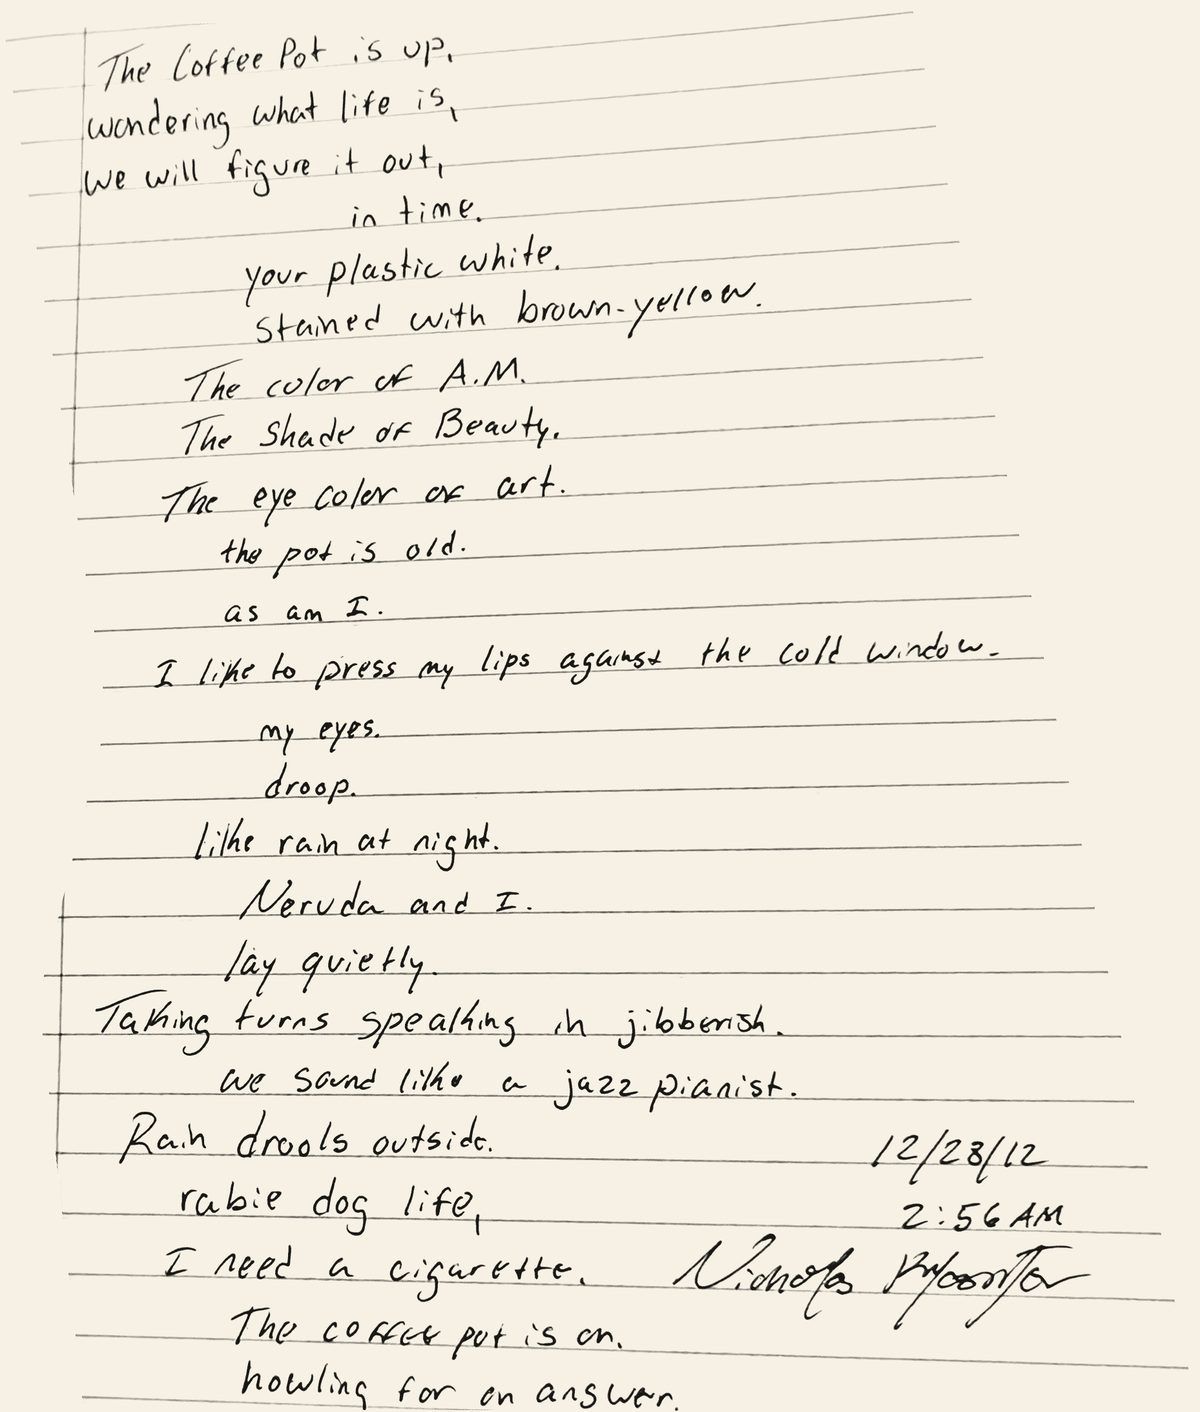 The Coffee Pot is up,
wondering what life is,
we will figure it out,
in time.
your plastic white.
stained with brown-yellow.
The color of A.M.
The Shade of Beauty.
The eye color of art.
the pot is old.
as am I.
I like to press my lips against the cold window.
my eyes.
droop.
like rain at night.
Neruda and I.
lay quietly.
Taking turns speaking in jibberish.
we sound like a jazz pianist.
Rain drools outside.
12/28/12
rabie dog life,
2:56 AM
I need a cigarette.
Nicholas
The coffee pot is on.
howling for an answer.